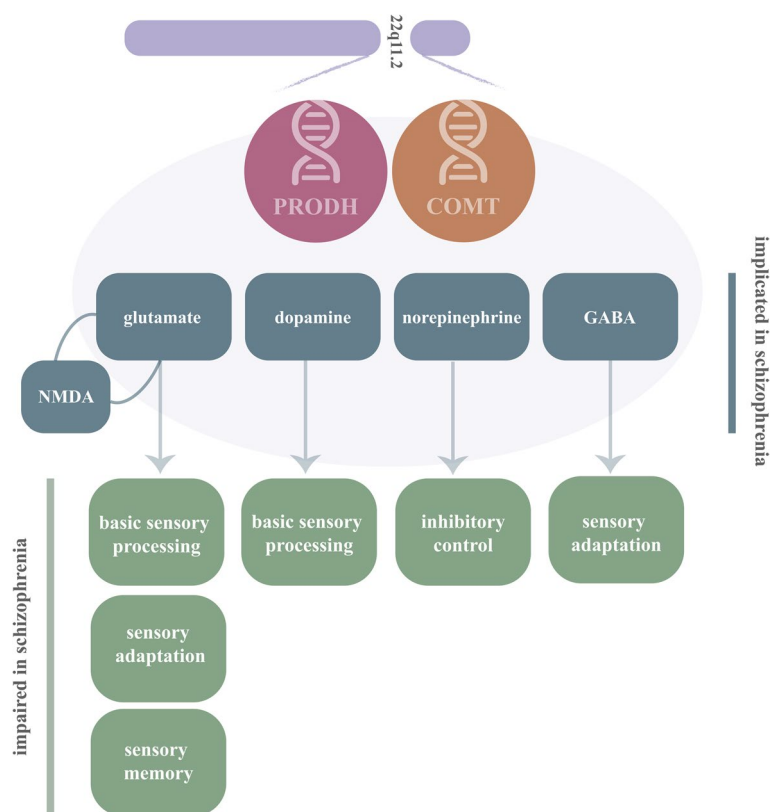 22q11.2
PRODH
COMT
glutamate
dopamine
norepinephrine
GABA
NMDA
implicated in schizophrenia
basic sensory
processing
basic sensory
processing
inhibitory
control
sensory
adaptation
sensory
adaptation
sensory
memory
impaired in schizophrenia